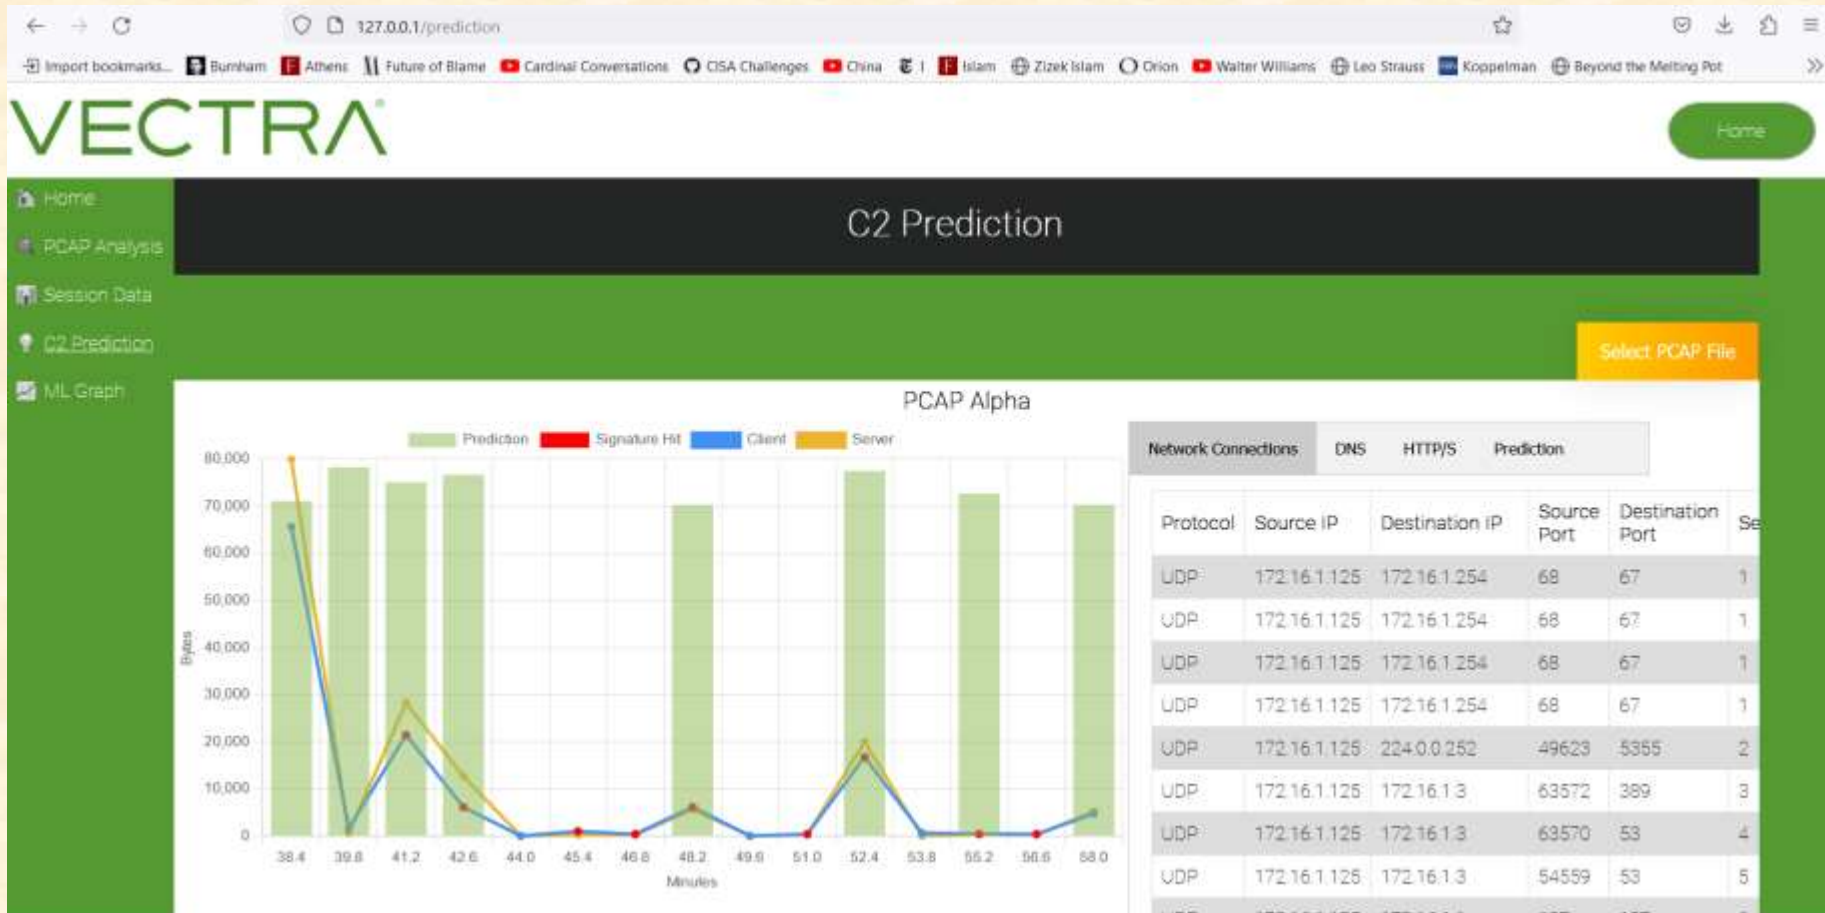 127.0.0.1/prediction
Import bookmarks... Burnham Athens Future of Blame Cardinal Conversations CISA Challenges China I Islam Zizek Islam Orion Walter Williams Leo Strauss Koppelman Beyond the Melting Pot
VECTRA
Home
Home
PCAP Analysis
Session Data
C2 Prediction
ML Graph
C2 Prediction
Select PCAP File
PCAP Alpha
Prediction Signature Hit Client Server
80,000
70,000
60,000
50,000
40,000
30,000
20,000
10,000
0
Bytes
38.4 39.8 41.2 42.6 44.0 45.4 46.8 48.2 49.6 51.0 52.4 53.8 55.2 56.6 58.0
Minutes
Network Connections DNS HTTP/S Prediction
Protocol Source IP Destination IP Source Port Destination Port Se
UDP 172.16.1.125 172.16.1.254 68 67 1
UDP 172.16.1.125 172.16.1.254 68 67 1
UDP 172.16.1.125 172.16.1.254 68 67 1
UDP 172.16.1.125 172.16.1.254 68 67 1
UDP 172.16.1.125 224.0.0.252 49623 5355 2
UDP 172.16.1.125 172.16.1.3 63572 389 3
UDP 172.16.1.125 172.16.1.3 63570 53 4
UDP 172.16.1.125 172.16.1.3 54559 53 5